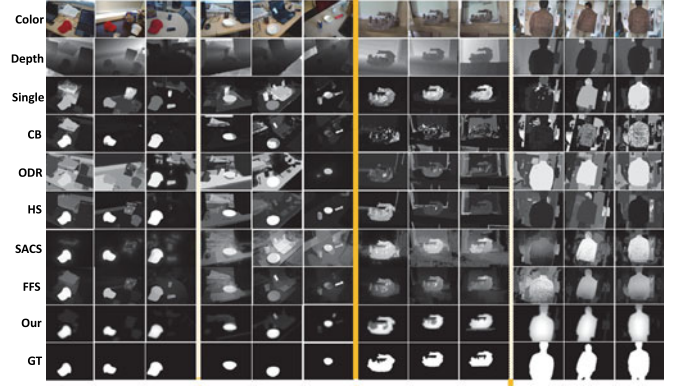 Color
Depth
Single
CB
ODR
HS
SACS
FFS
Our
GT